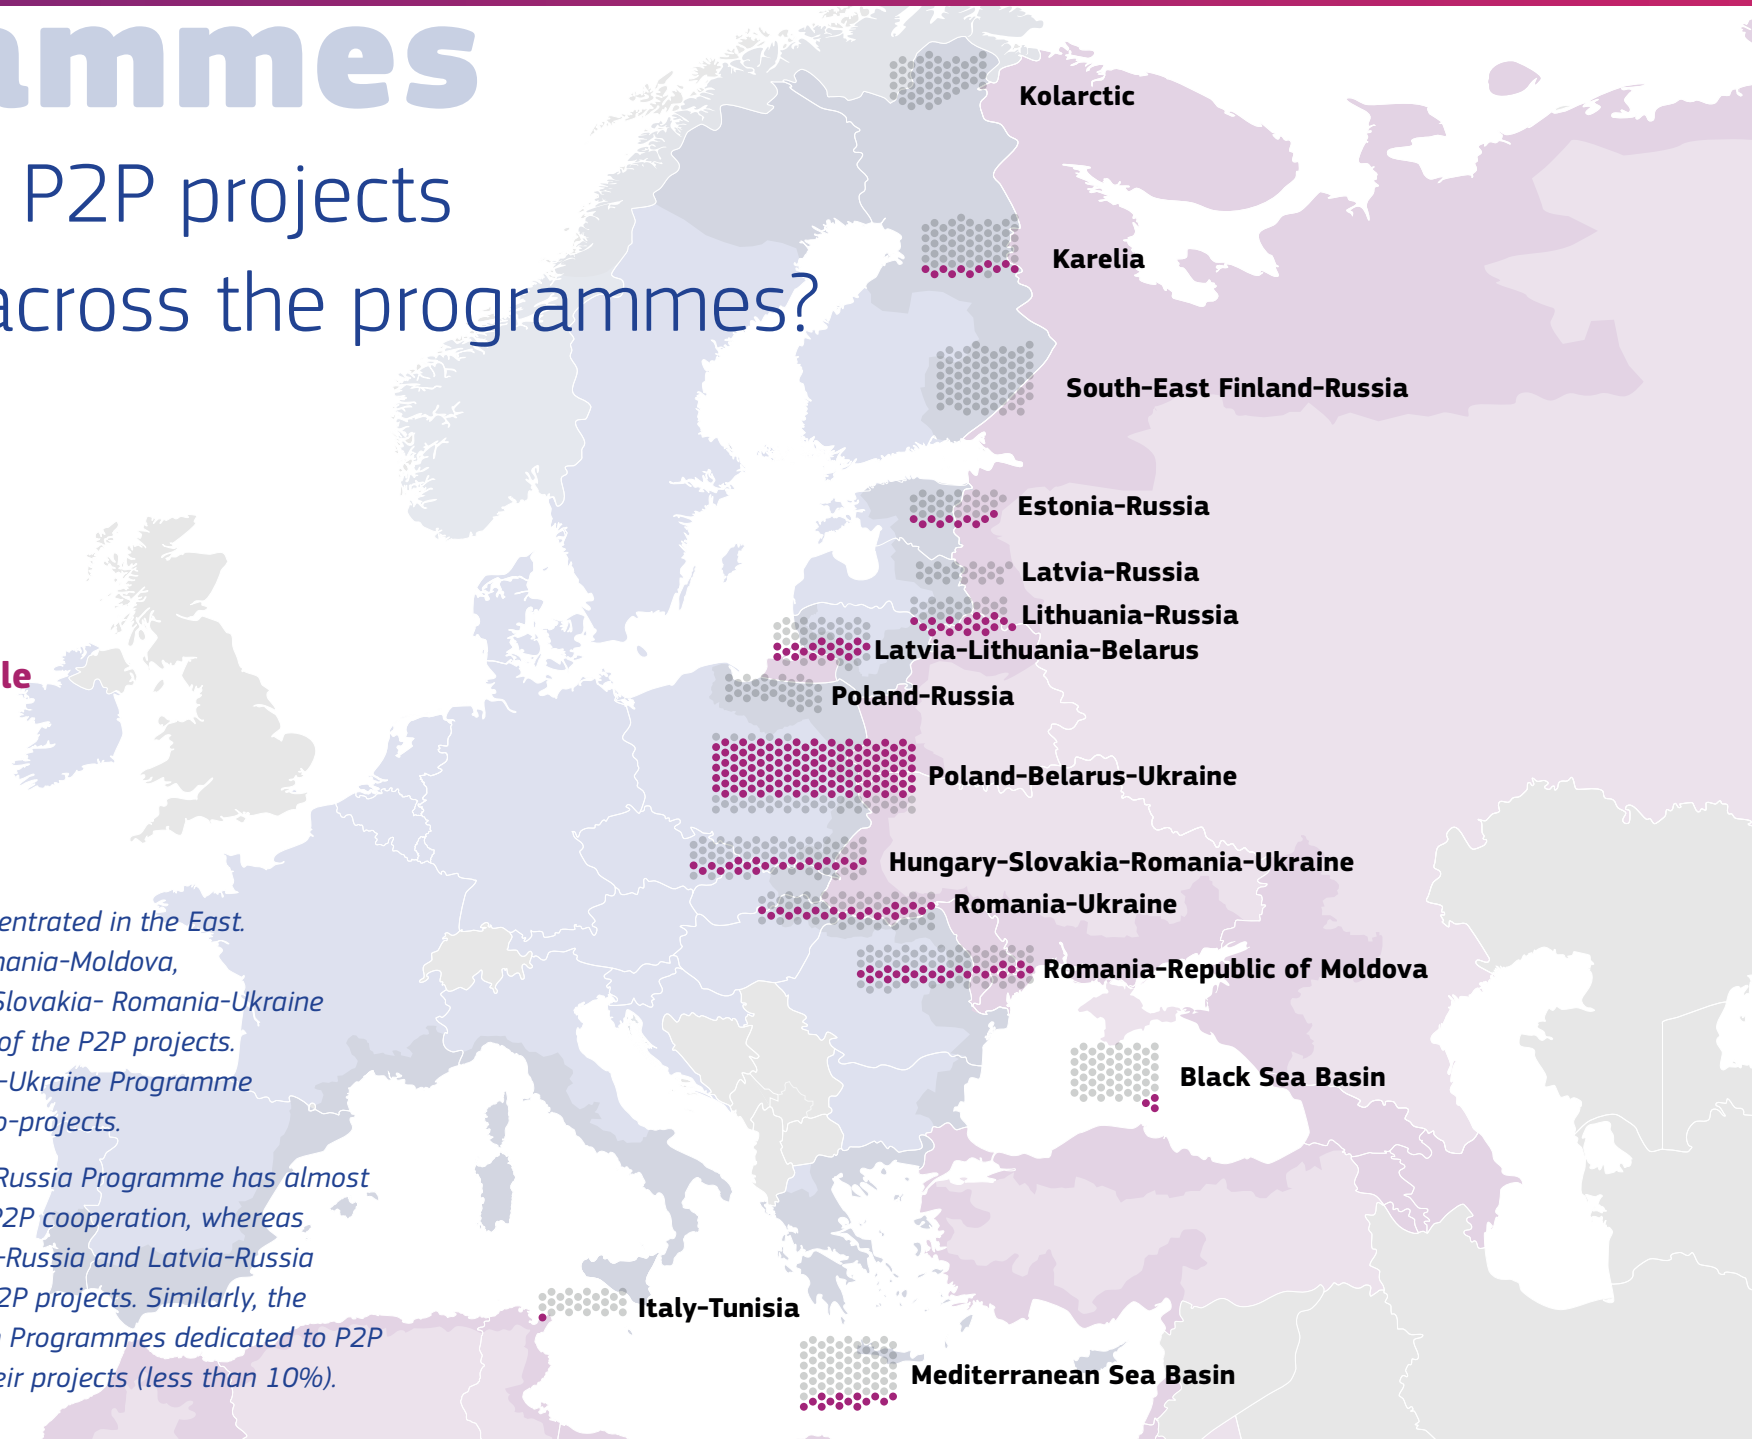 ammes
P2P projects
across the programmes?
Kolarctic
Karelia
South-East Finland-Russia
Estonia-Russia
Latvia-Russia
Lithuania-Russia
Latvia-Lithuania-Belarus
le
Poland-Russia
Poland-Belarus-Ukraine
Hungary-Slovakia-Romania-Ukraine
Romania-Ukraine
Romania-Republic of Moldova
Black Sea Basin
Italy-Tunisia
Mediterranean Sea Basin
entrated in the East.
mania-Moldova,
Slovakia- Romania-Ukraine
of the P2P projects.
-Ukraine Programme
o-projects.
Russia Programme has almost
P2P cooperation, whereas
-Russia and Latvia-Russia
2P projects. Similarly, the
n Programmes dedicated to P2P
eir projects (less than 10%).